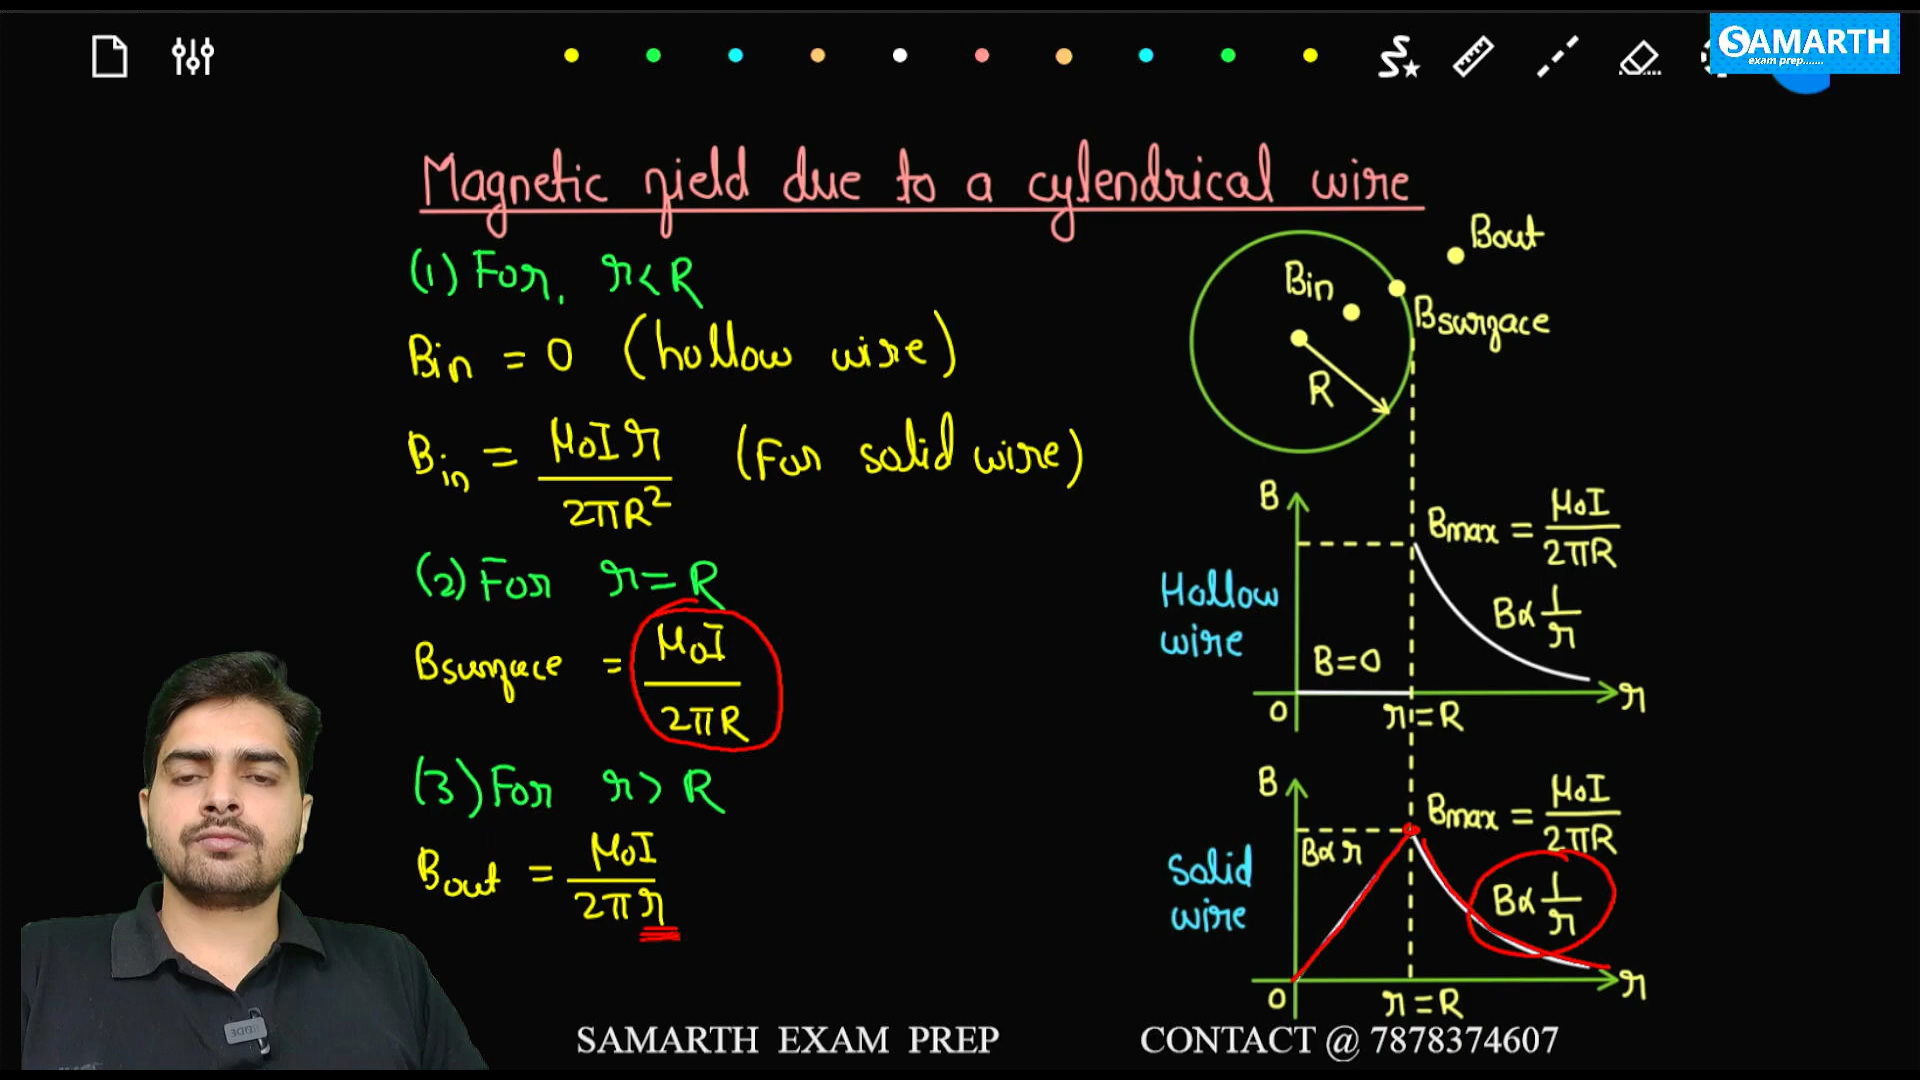 SAMARTH
exam prep.......
Magnetic field due to a cylendrical wire
(1) For, r < R
Bin = 0 (hollow wire)
Bin = μ0Ir / 2πR² (For solid wire)
(2) For r = R
Bsurface = μ0I / 2πR
(3) For r > R
Bout = μ0I / 2πr
Bout
Bin
Bsurface
R
B
Bmax = μ0I / 2πR
Hollow
wire
B ∝ 1/r
B=0
0
r=R
r
B
Bmax = μ0I / 2πR
B ∝ r
Solid
wire
B ∝ 1/r
0
r=R
r
SAMARTH EXAM PREP
CONTACT @ 7878374607